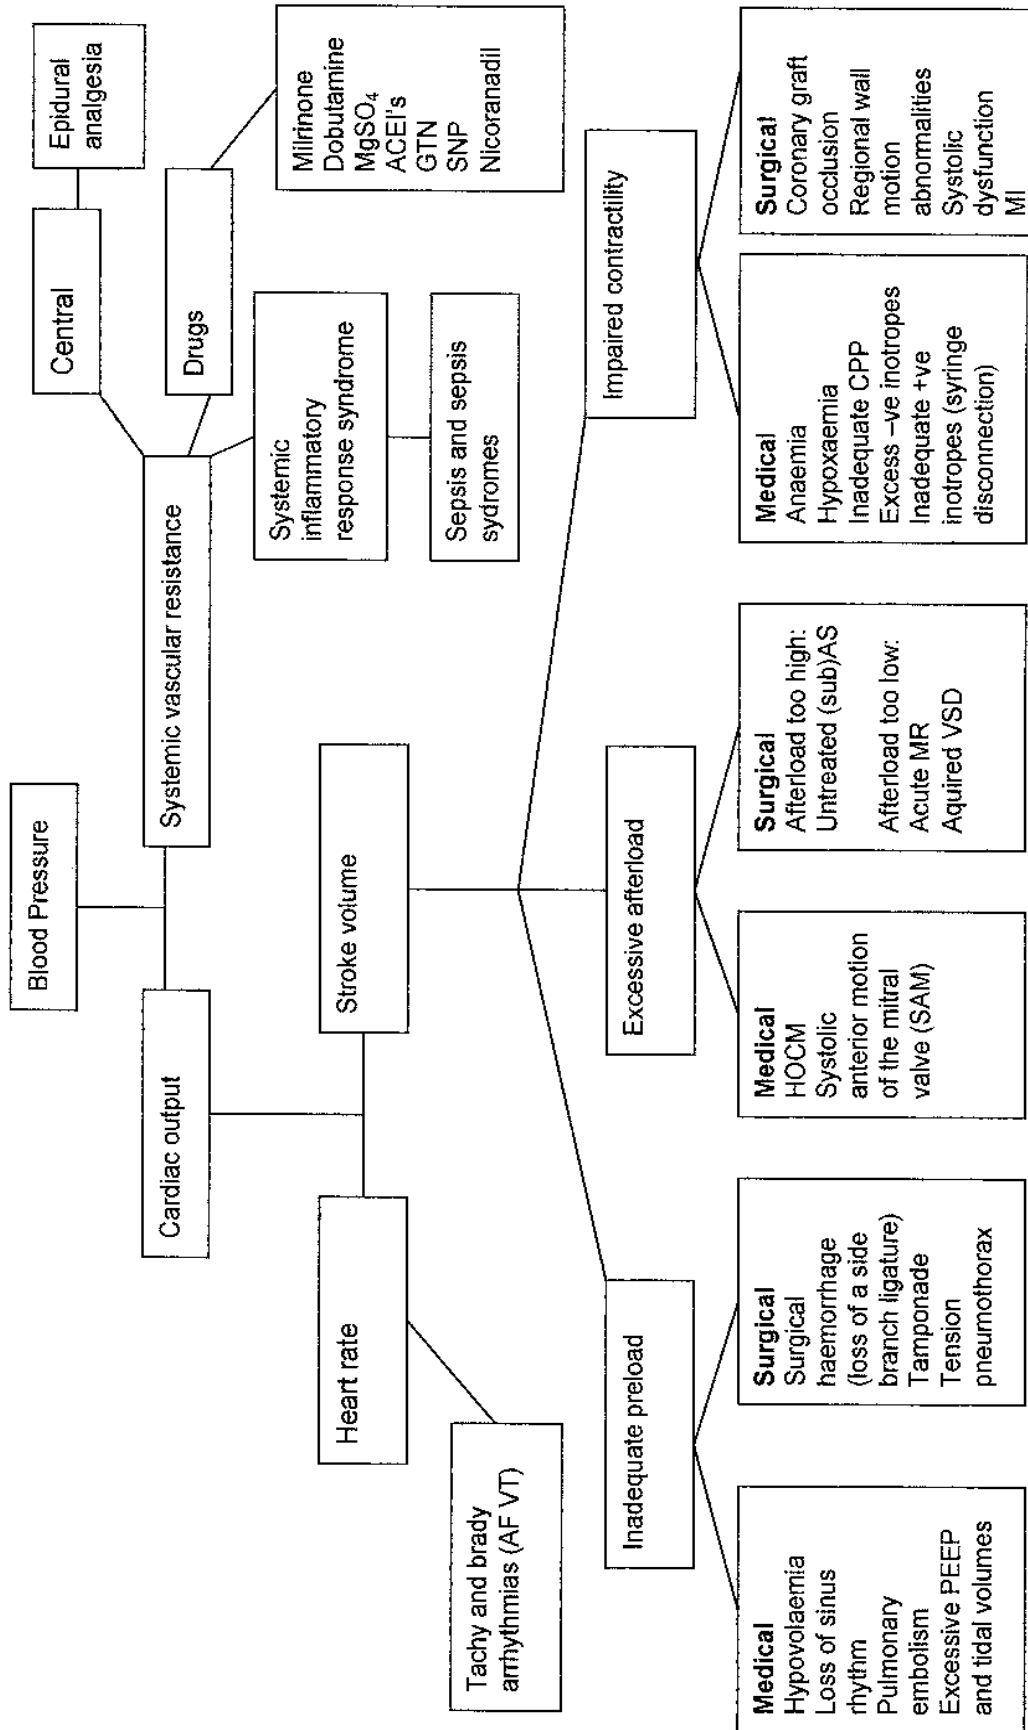 Blood Pressure
Cardiac output
Systemic vascular resistance
Central
Epidural
analgesia
Drugs
Milrinone
Dobutamine
MgSO₄
ACEI's
GTN
SNP
Nicoranadil
Systemic
inflammatory
response syndrome
Sepsis and sepsis
sydromes
Heart rate
Stroke volume
Tachy and brady
arrhythmias (AF VT)
Inadequate preload
Excessive afterload
Impaired contractility
Medical
Hypovolaemia
Loss of sinus
rhythm
Pulmonary
embolism
Excessive PEEP
and tidal volumes
Surgical
Surgical
haemorrhage
(loss of a side
branch ligature)
Tamponade
Tension
pneumothorax
Medical
HOCM
Systolic
anterior motion
of the mitral
valve (SAM)
Surgical
Afterload too high:
Untreated (sub)AS
Afterload too low:
Acute MR
Aquired VSD
Medical
Anaemia
Hypoxaemia
Inadequate CPP
Excess –ve inotropes
Inadequate +ve
inotropes (syringe
disconnection)
Surgical
Coronary graft
occlusion
Regional wall
motion
abnormalities
Systolic
dysfunction
MI